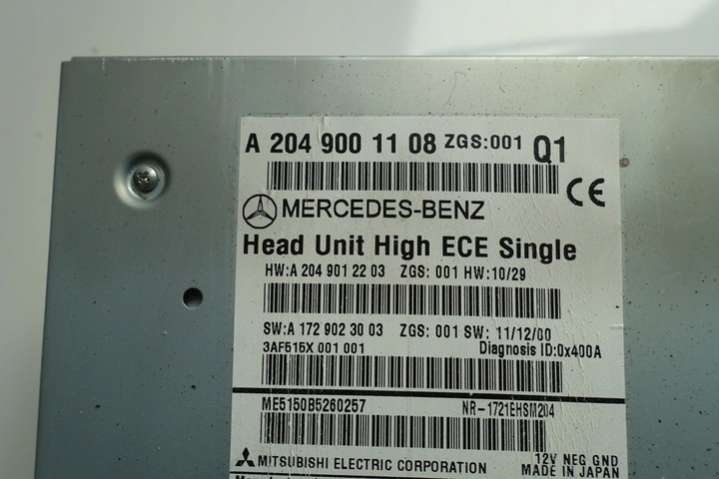 A 204 900 11 08 ZGS:001 Q1
CE
MERCEDES-BENZ
Head Unit High ECE Single
HW:A 204 901 22 03 ZGS: 001 HW:10/29
SW:A 172 902 30 03 ZGS: 001 SW: 11/12/00
3AF515X 001 001 Diagnosis ID:0x400A
ME5150B5260257 NR-1721EHSM204
MITSUBISHI ELECTRIC CORPORATION
12V NEG GND
MADE IN JAPAN